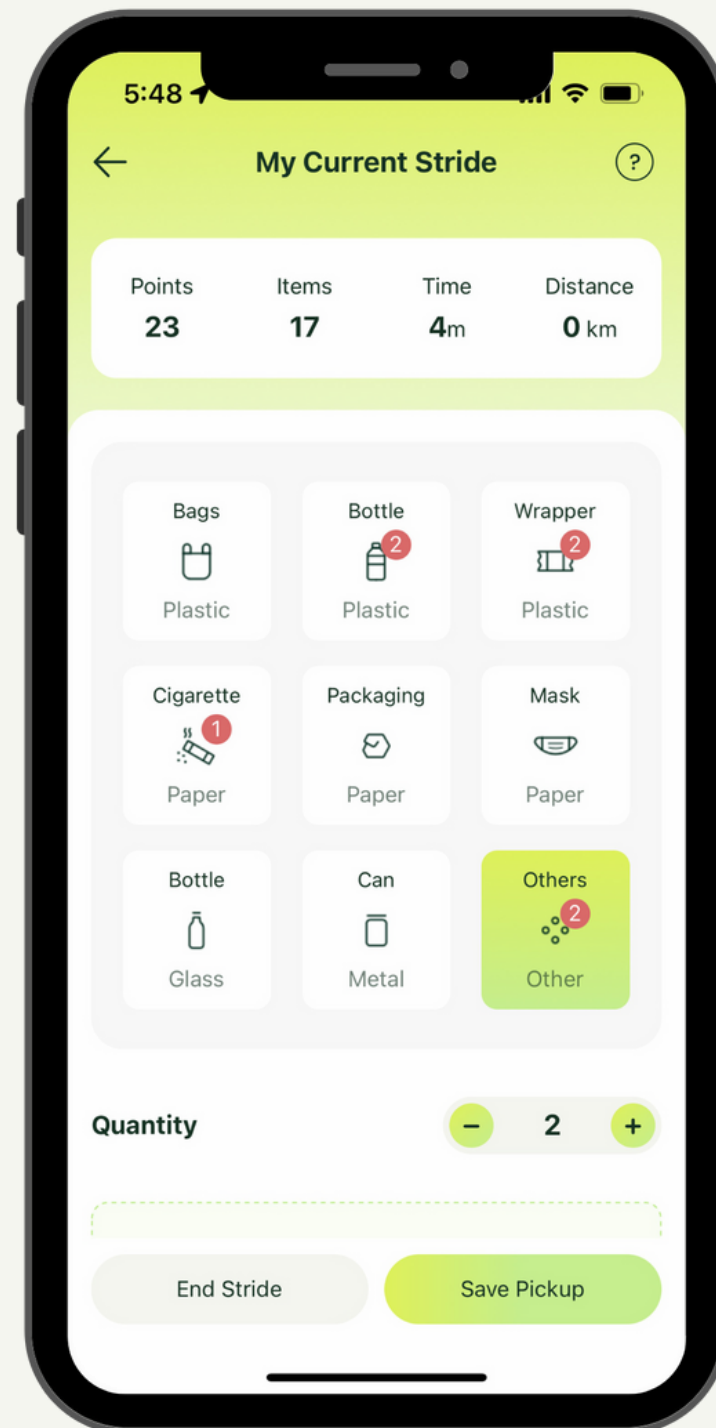 5:48
My Current Stride ?
Points Items Time Distance
23 17 4m 0 km
Bags Bottle Wrapper
2 2
Plastic Plastic Plastic
Cigarette Packaging Mask
1
Paper Paper Paper
Bottle Can Others
2
Glass Metal Other
Quantity − 2 +
End Stride Save Pickup